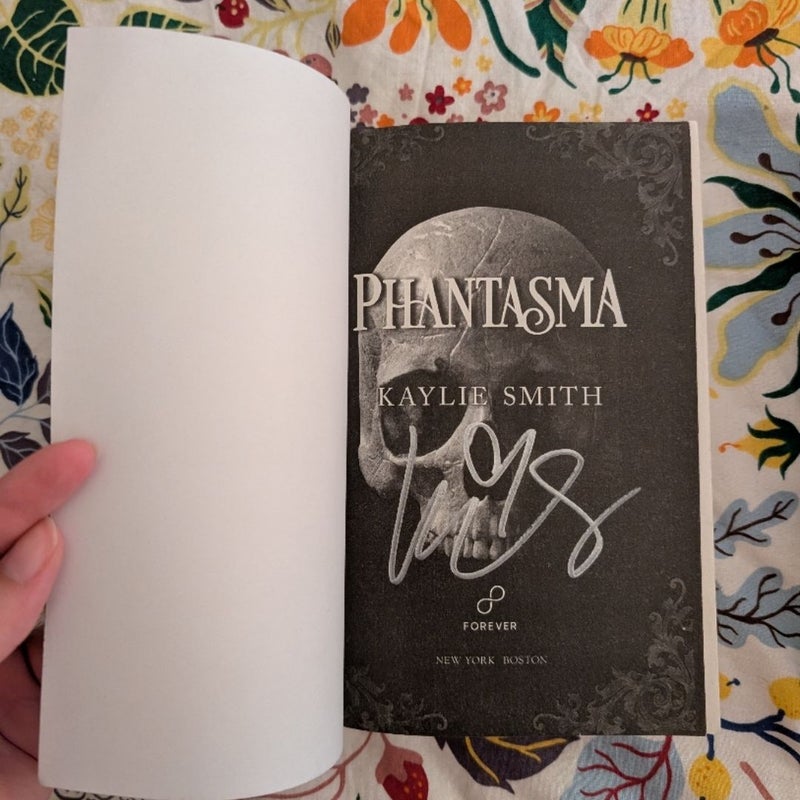 PHANTASMA
KAYLIE SMITH
FOREVER
NEW YORK BOSTON